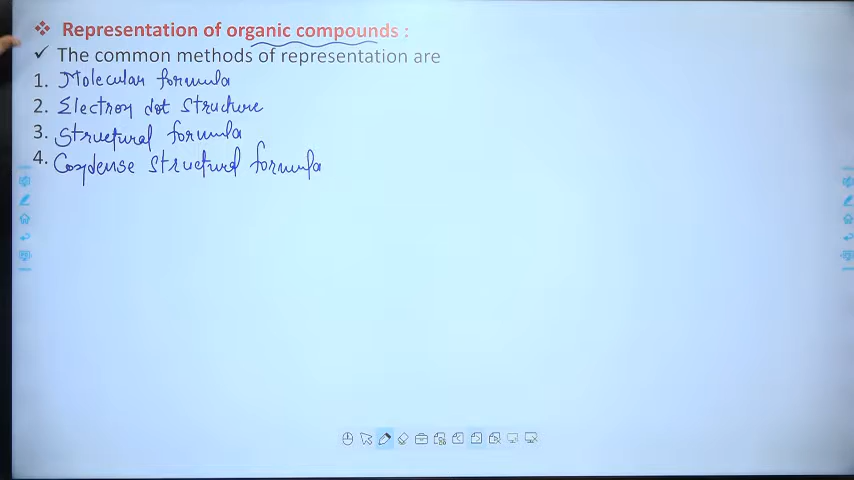 ❖ Representation of organic compounds :
✓ The common methods of representation are
1. Molecular formula
2. Electron dot structure
3. Structural formula
4. Condense structural formula